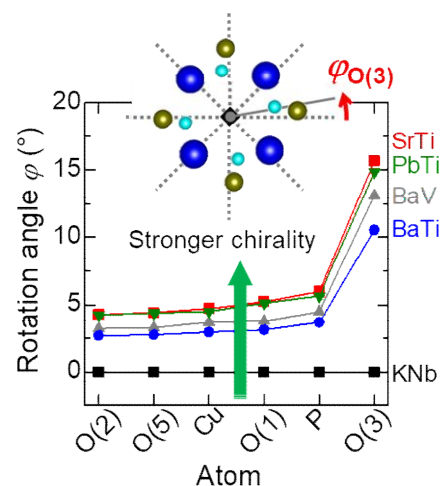 φO(3)
20
15
10
5
0
Rotation angle φ (°)
Stronger chirality
SrTi
PbTi
BaV
BaTi
KNb
O(2)
O(5)
Cu
O(1)
P
O(3)
Atom